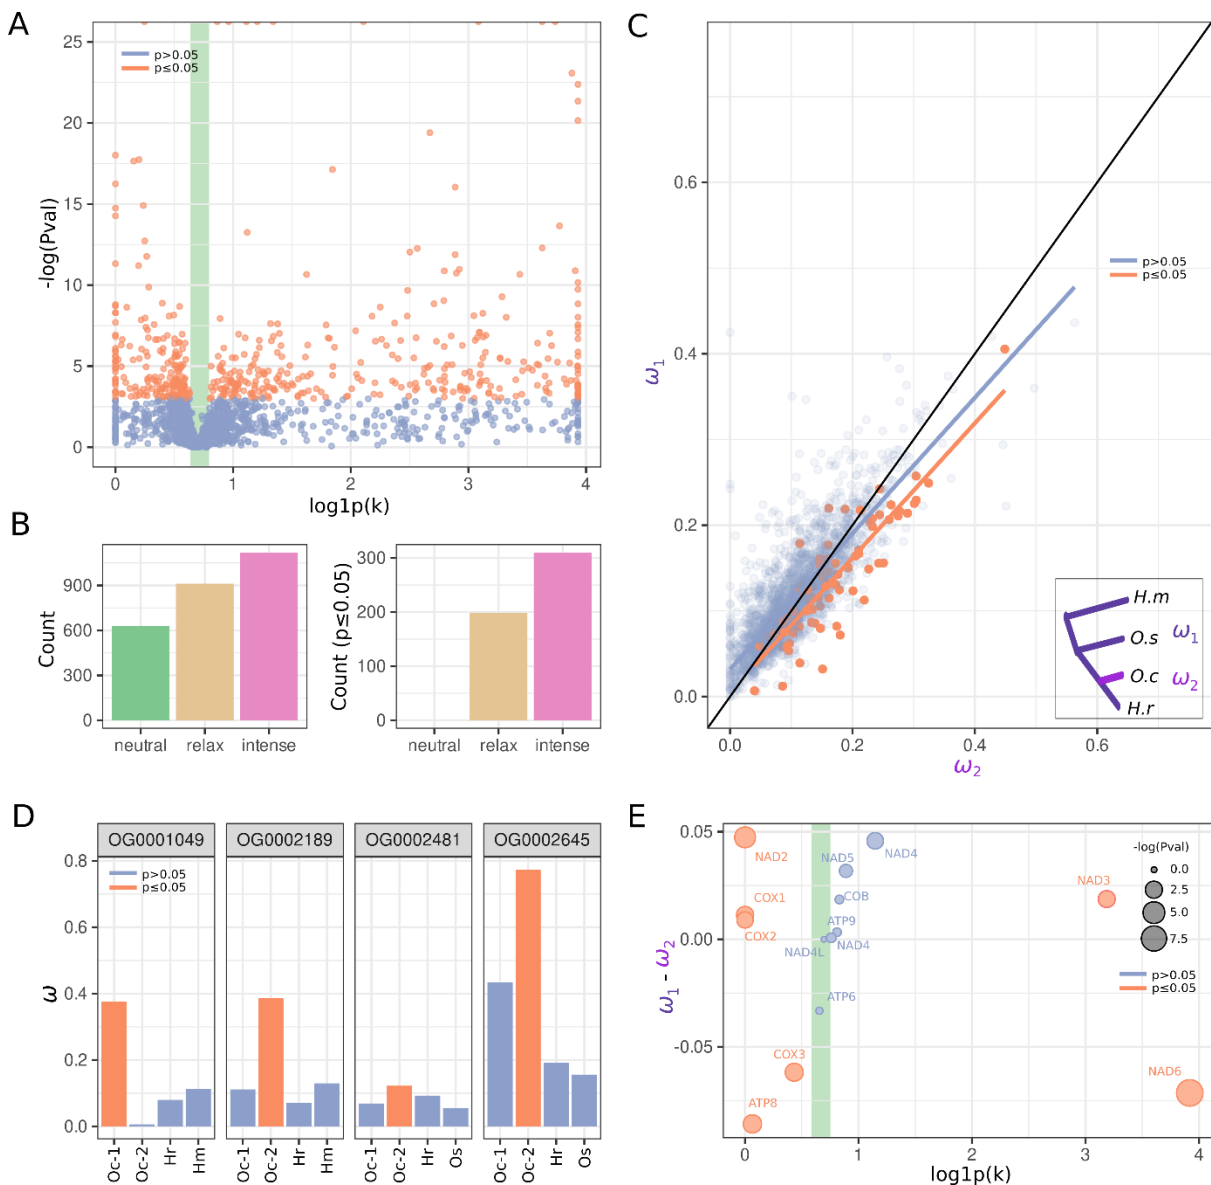 A
25
20
15
10
5
0
-log(Pval)
p>0.05
p≤0.05
0 1 2 3 4
log1p(k)
B
900
600
300
0
Count
neutral relax intense
300
200
100
0
Count (p≤0.05)
neutral relax intense
C
0.6
0.4
0.2
0.0
ω1
p>0.05
p≤0.05
H.m
O.s
ω1
O.c
ω2
H.r
0.0 0.2 0.4 0.6
ω2
D
OG0001049 OG0002189 OG0002481 OG0002645
0.8
0.6
0.4
0.2
0.0
ω
p>0.05
p≤0.05
Oc-1 Oc-2 Hr Hm Oc-1 Oc-2 Hr Hm Oc-1 Oc-2 Hr Os Oc-1 Oc-2 Hr Os
E
0.05
0.00
-0.05
ω1 - ω2
NAD2
NAD5
NAD4
COX1
COB
NAD3
ATP9
COX2
NAD4L
NAD4
ATP6
COX3
NAD6
ATP8
-log(Pval)
0.0
2.5
5.0
7.5
p>0.05
p≤0.05
0 1 2 3 4
log1p(k)